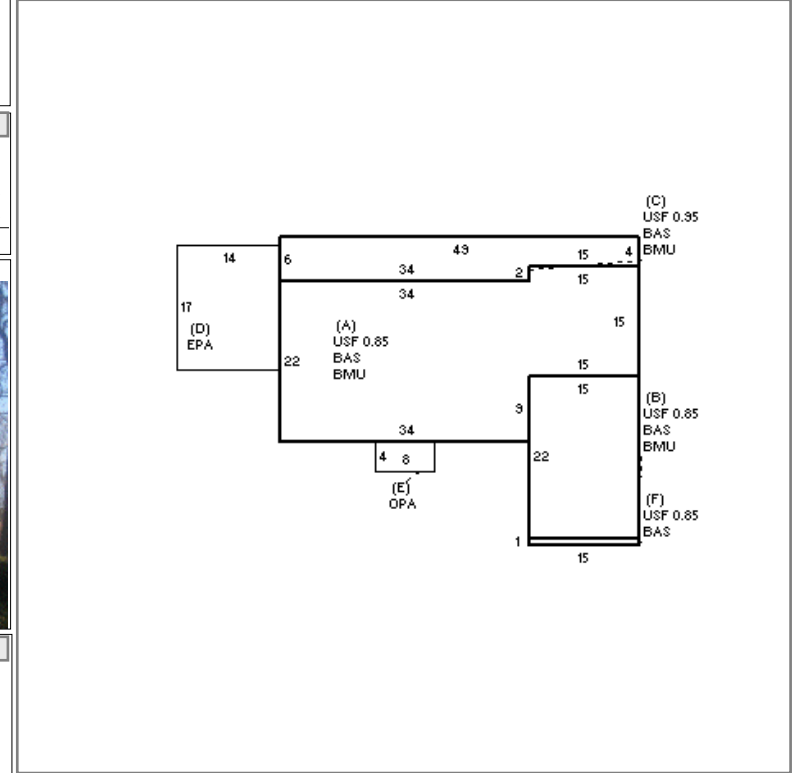 (C)
USF 0.95
BAS
BMU
49
15
4
14
6
34
2
15
34
17
15
(D)
EPA
(A)
USF 0.85
BAS
BMU
22
15
15
(B)
USF 0.85
BAS
BMU
9
34
4 8
22
(E)
OPA
(F)
USF 0.85
BAS
1
15